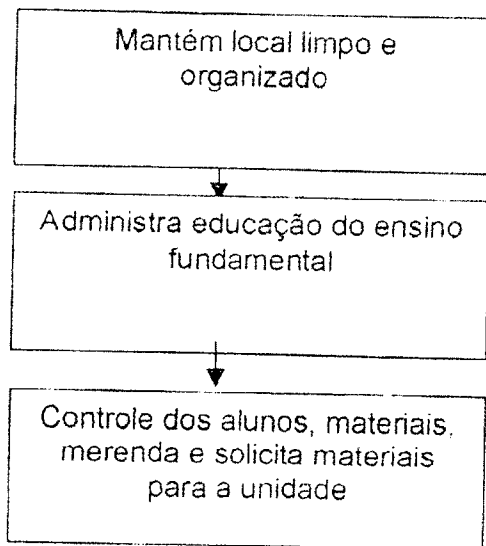 Mantém local limpo e
organizado
Administra educação do ensino
fundamental
Controle dos alunos, materiais,
merenda e solicita materiais
para a unidade